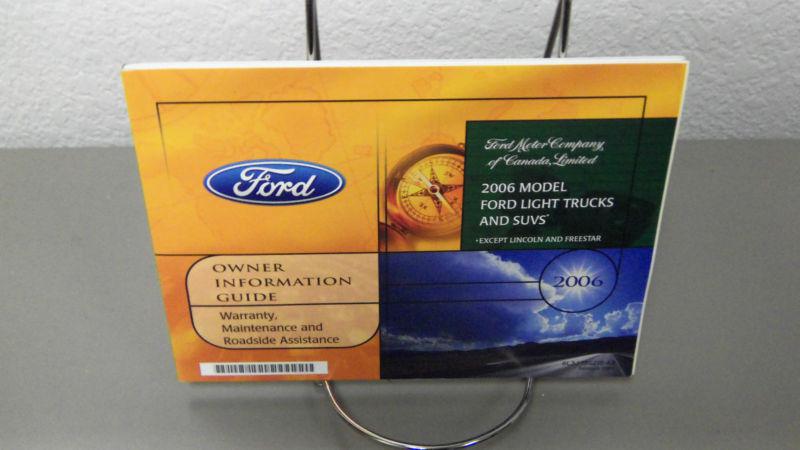 Ford
Ford Motor Company
of Canada, Limited
2006 MODEL
FORD LIGHT TRUCKS
AND SUVS*
*EXCEPT LINCOLN AND FREESTAR
OWNER
INFORMATION
GUIDE
Warranty,
Maintenance and
Roadside Assistance
2006